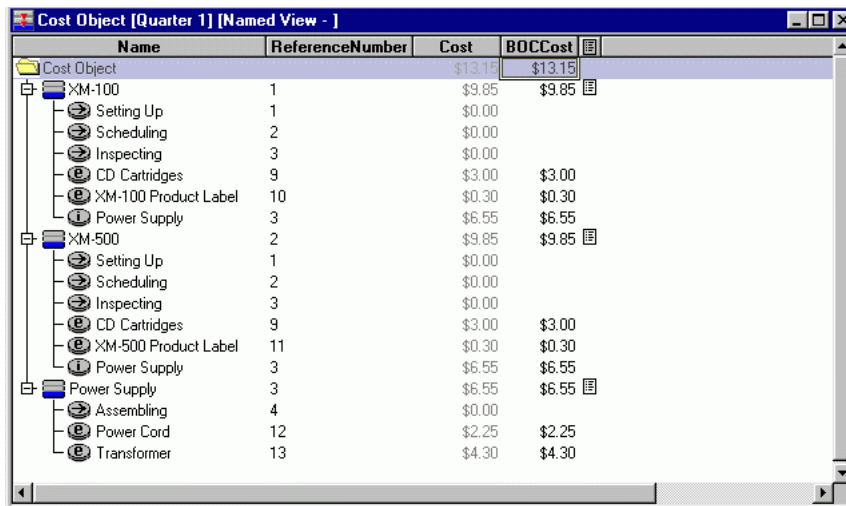 Cost Object [Quarter 1] [Named View - ]
Name ReferenceNumber Cost BOCCost
Cost Object $13.15 $13.15
XM-100 1 $9.85 $9.85
Setting Up 1 $0.00
Scheduling 2 $0.00
Inspecting 3 $0.00
CD Cartridges 9 $3.00 $3.00
XM-100 Product Label 10 $0.30 $0.30
Power Supply 3 $6.55 $6.55
XM-500 2 $9.85 $9.85
Setting Up 1 $0.00
Scheduling 2 $0.00
Inspecting 3 $0.00
CD Cartridges 9 $3.00 $3.00
XM-500 Product Label 11 $0.30 $0.30
Power Supply 3 $6.55 $6.55
Power Supply 3 $6.55 $6.55
Assembling 4 $0.00
Power Cord 12 $2.25 $2.25
Transformer 13 $4.30 $4.30